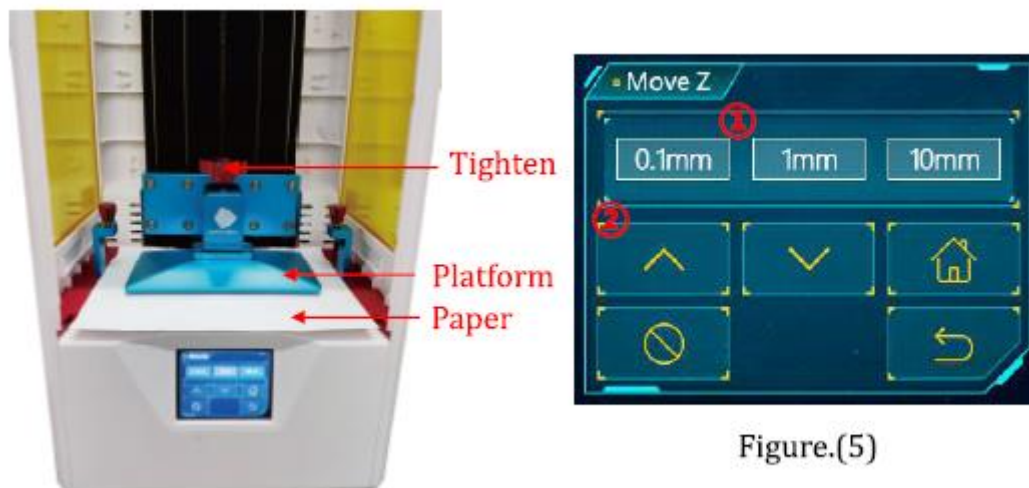 Tighten
Platform
Paper
Move Z
①
0.1mm 1mm 10mm
②
Figure.(5)